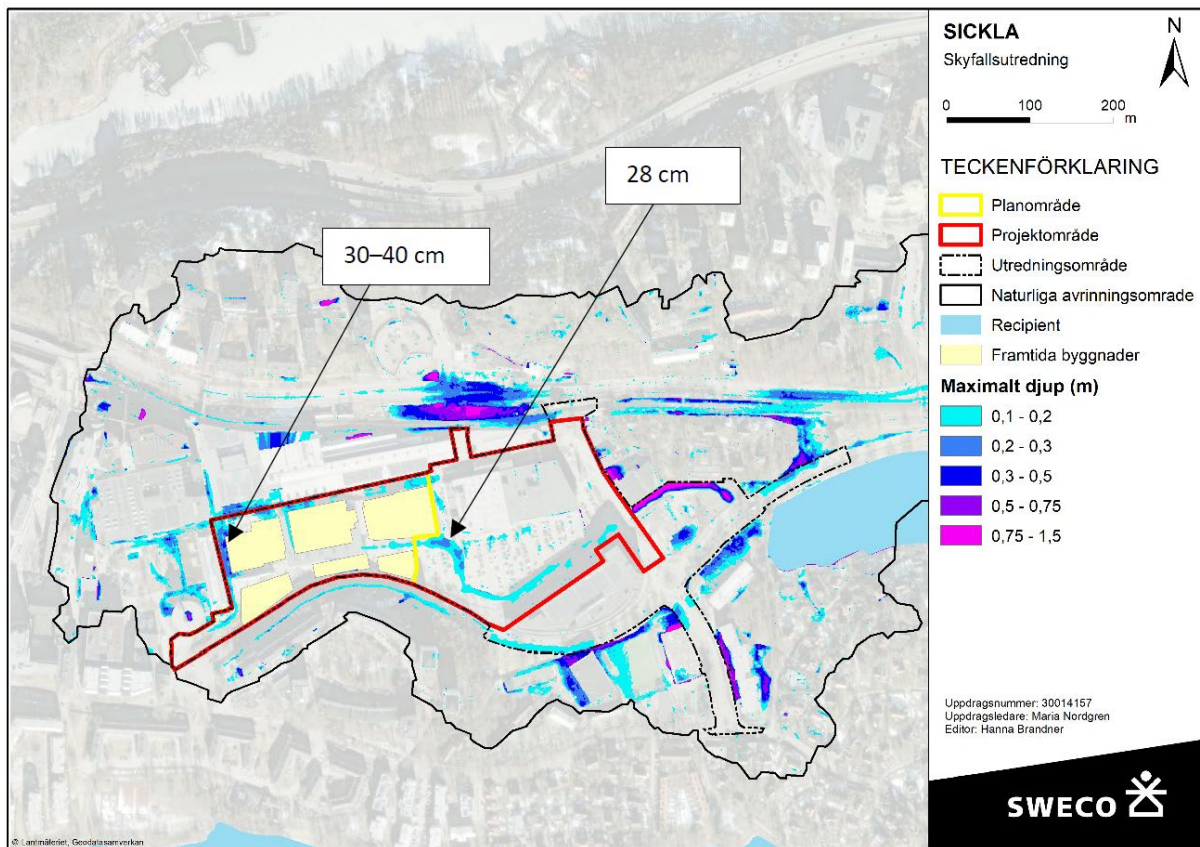 28 cm
30–40 cm
SICKLA
Skyfallsutredning
N
0 100 200
m
TECKENFÖRKLARING
Planområde
Projektområde
Utredningsområde
Naturliga avrinningsområde
Recipient
Framtida byggnader
Maximalt djup (m)
0,1 - 0,2
0,2 - 0,3
0,3 - 0,5
0,5 - 0,75
0,75 - 1,5
Uppdragsnummer: 30014157
Uppdragsledare: Maria Nordgren
Editor: Hanna Brandner
SWECO
© Lantmäteriet, Geodatasamverkan